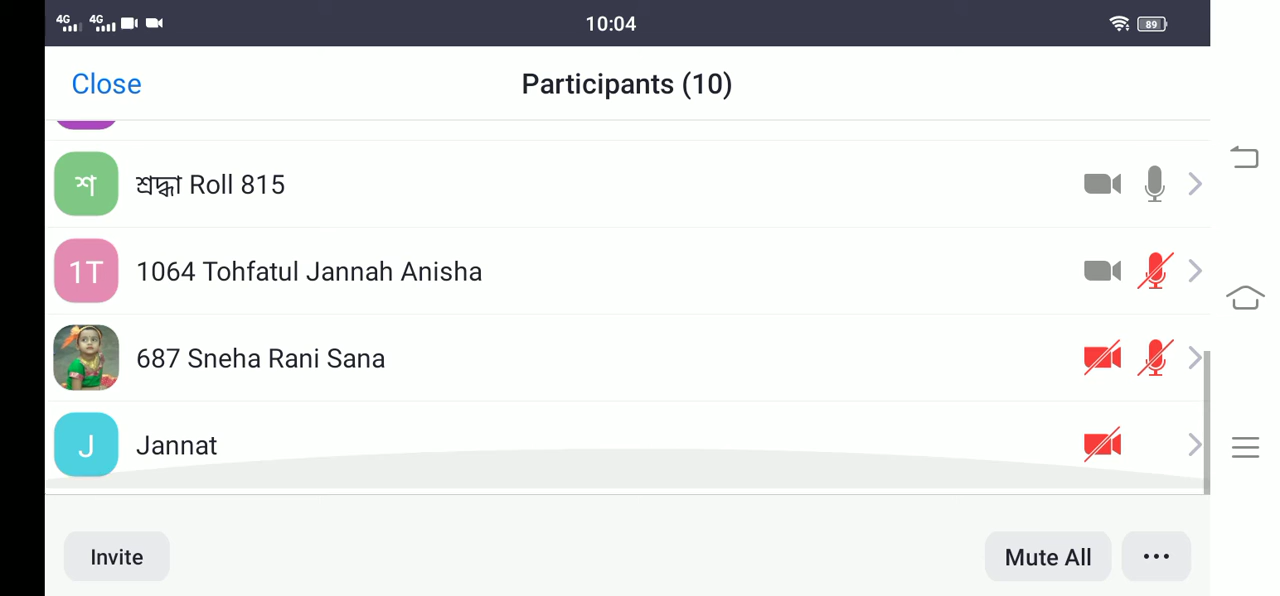 4G 4G 10:04 89
Close Participants (10)
শ শ্রদ্ধা Roll 815
1T 1064 Tohfatul Jannah Anisha
687 Sneha Rani Sana
J Jannat
Invite Mute All ...